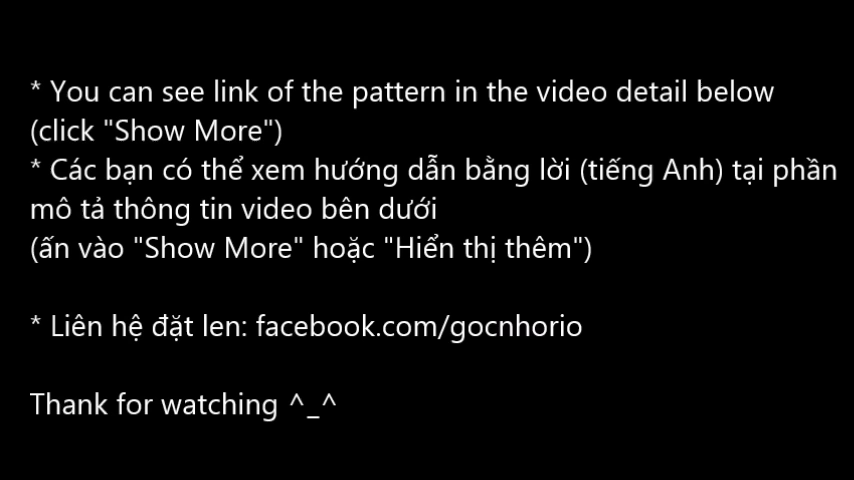 * You can see link of the pattern in the video detail below
(click "Show More")
* Các bạn có thể xem hướng dẫn bằng lời (tiếng Anh) tại phần
mô tả thông tin video bên dưới
(ấn vào "Show More" hoặc "Hiển thị thêm")
* Liên hệ đặt len: facebook.com/gocnhorio
Thank for watching ^_^